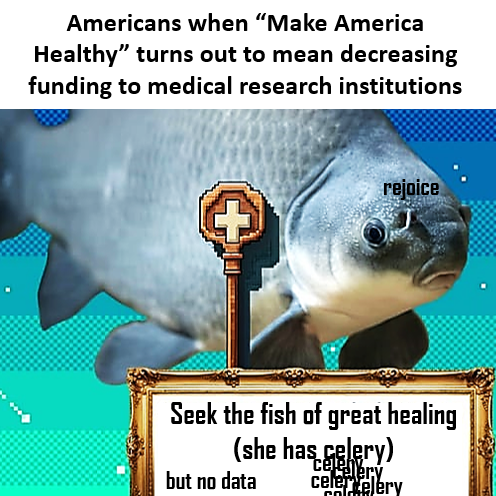 Americans when “Make America
Healthy” turns out to mean decreasing
funding to medical research institutions
rejoice
Seek the fish of great healing
(she has celery)
celery
celery
but no data
celery
celery
celery